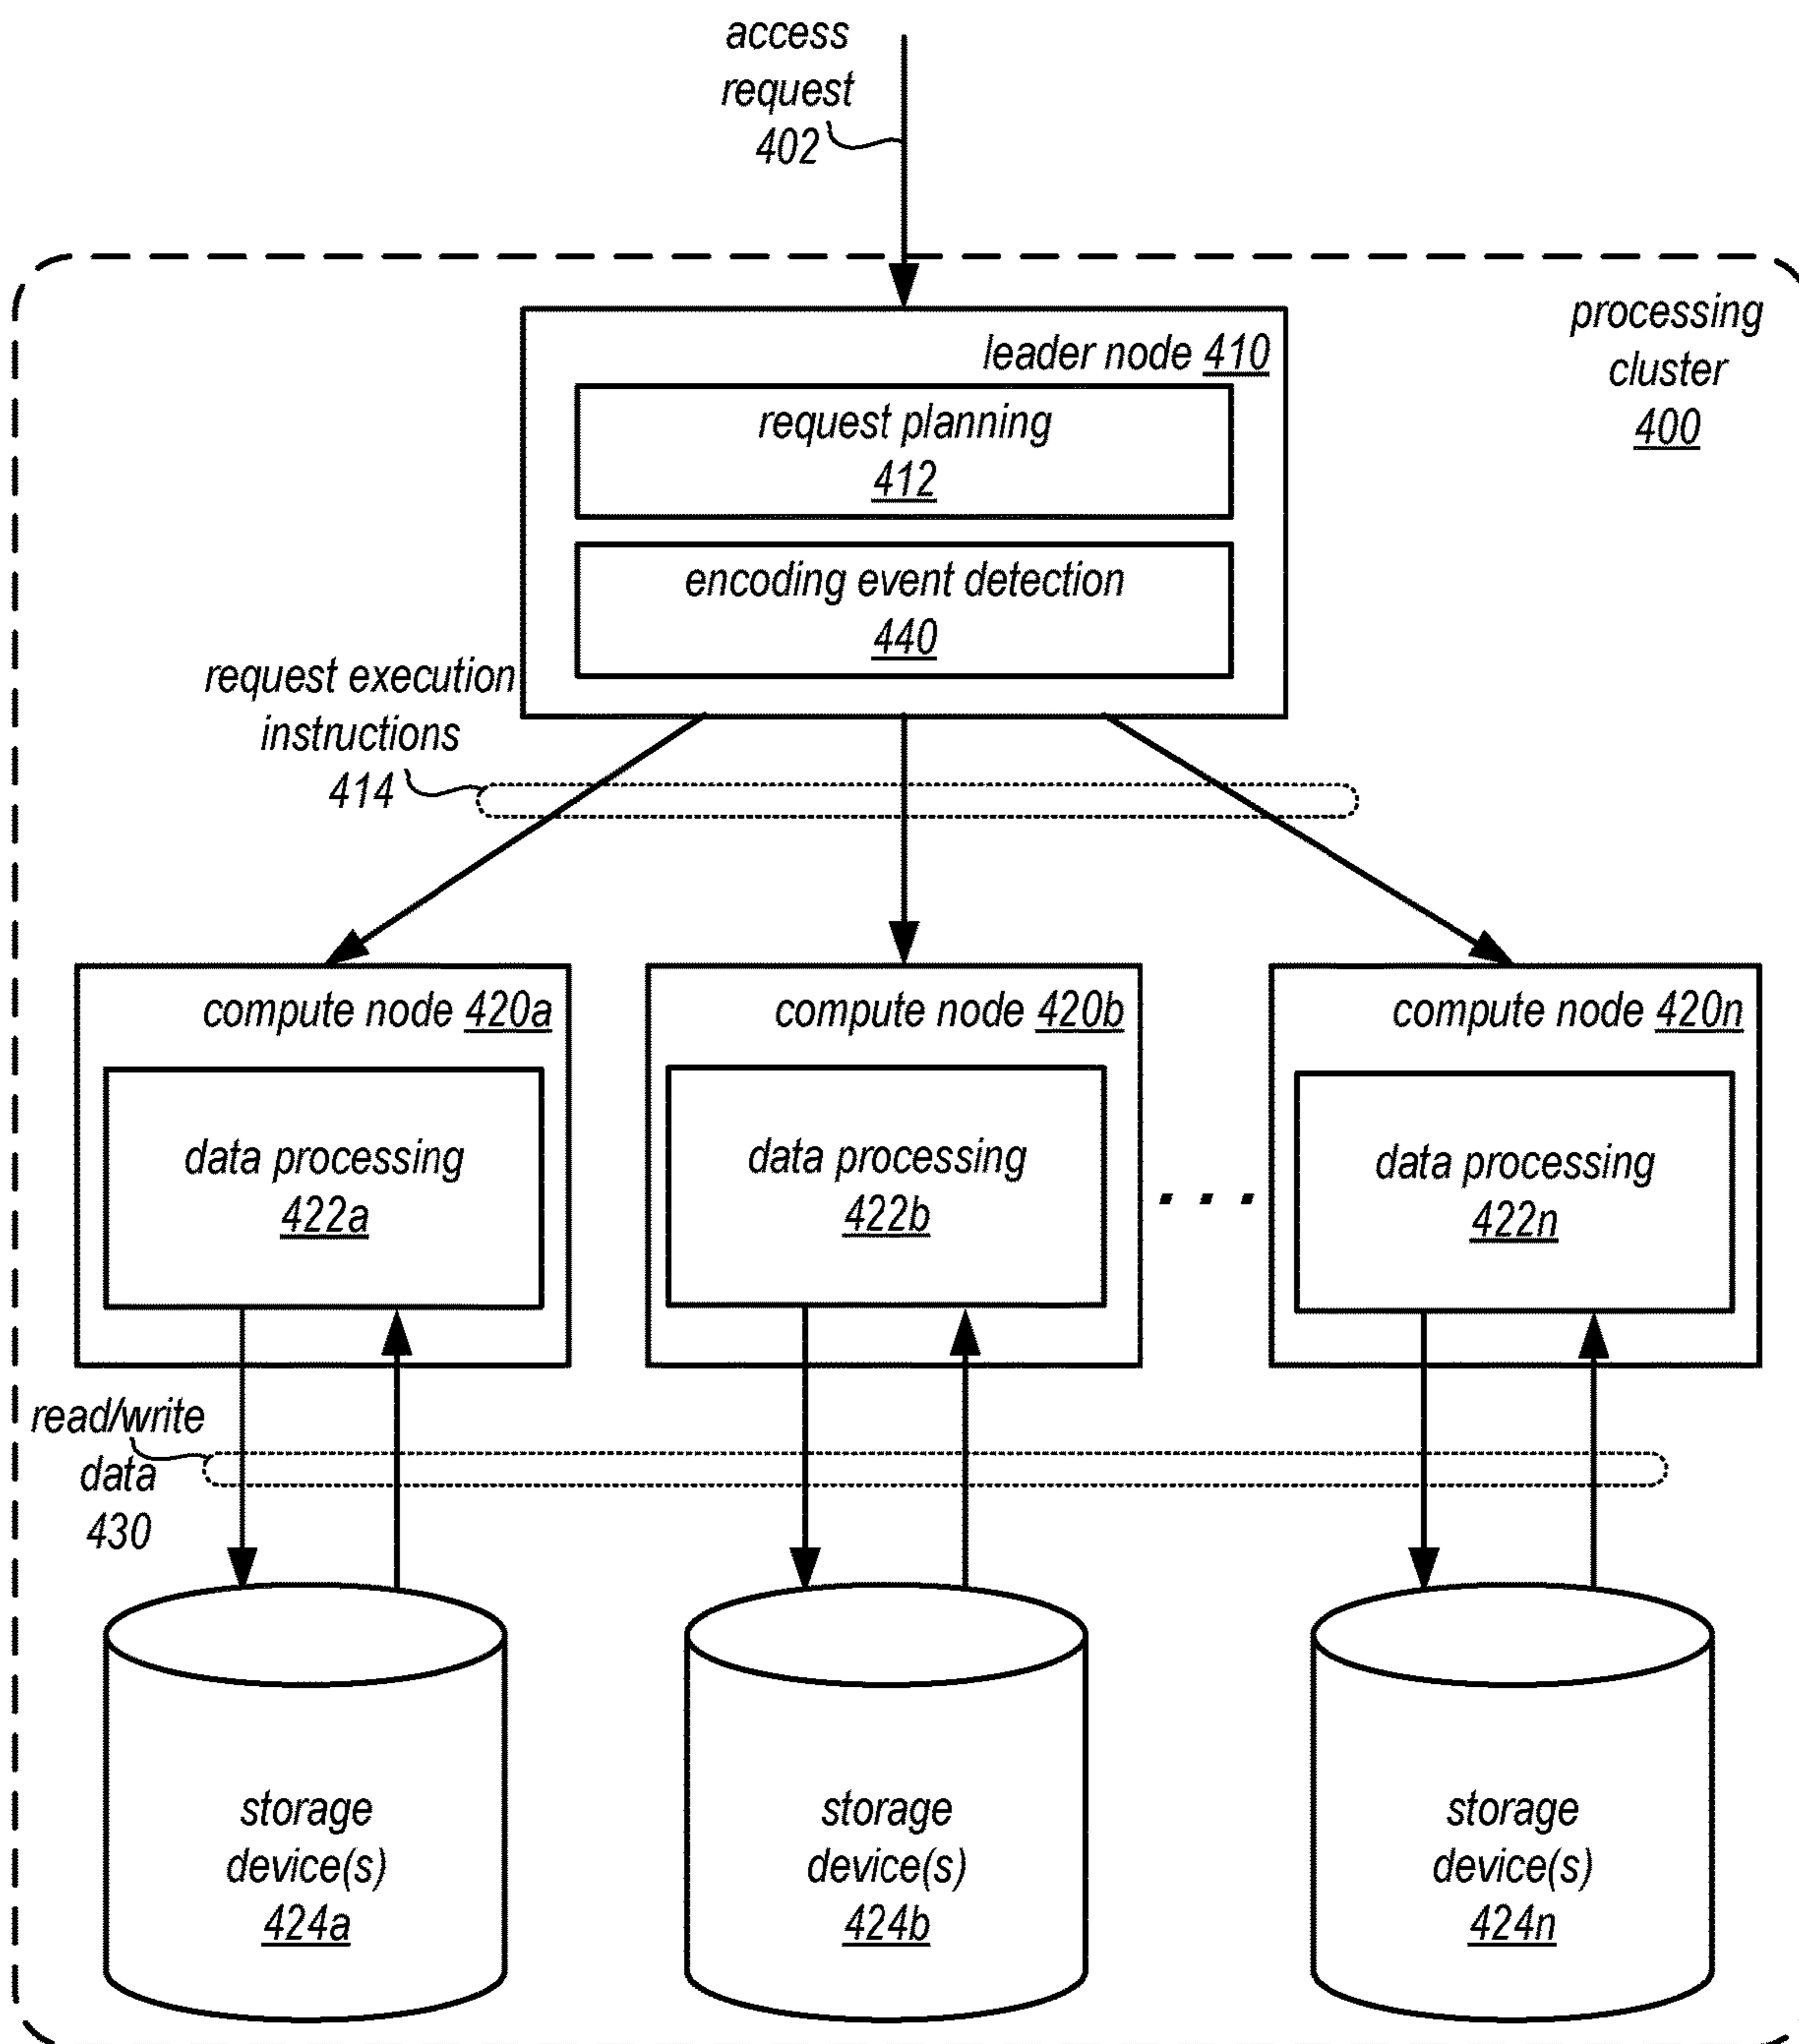 access
request
402
processing
cluster
400
leader node 410
request planning
412
encoding event detection
440
request execution
instructions
414
compute node 420a
data processing
422a
compute node 420b
data processing
422b
. . .
compute node 420n
data processing
422n
read/write
data
430
storage
device(s)
424a
storage
device(s)
424b
storage
device(s)
424n